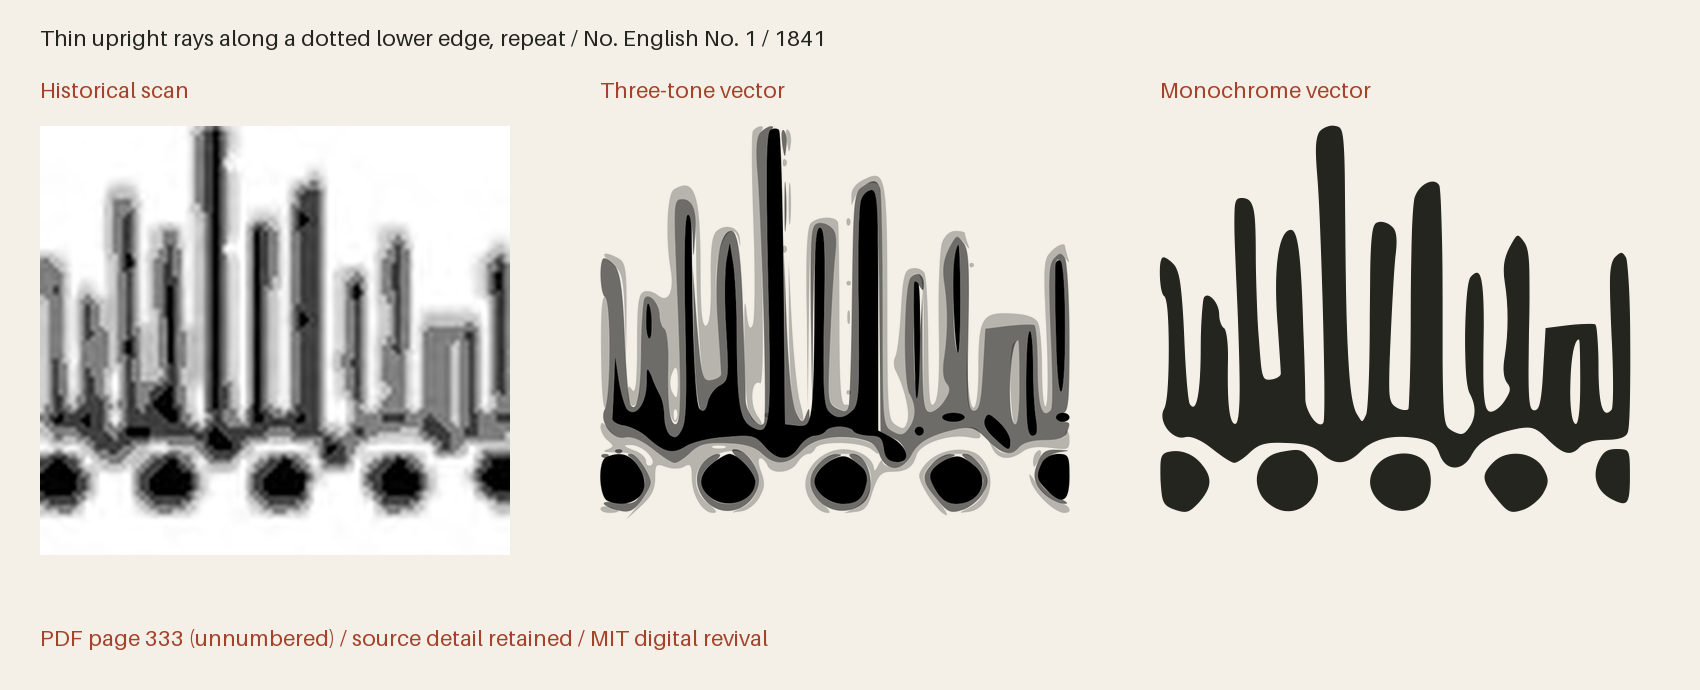 Thin upright rays along a dotted lower edge, repeat / No. English No. 1 / 1841
Historical scan
Three-tone vector
Monochrome vector
PDF page 333 (unnumbered) / source detail retained / MIT digital revival